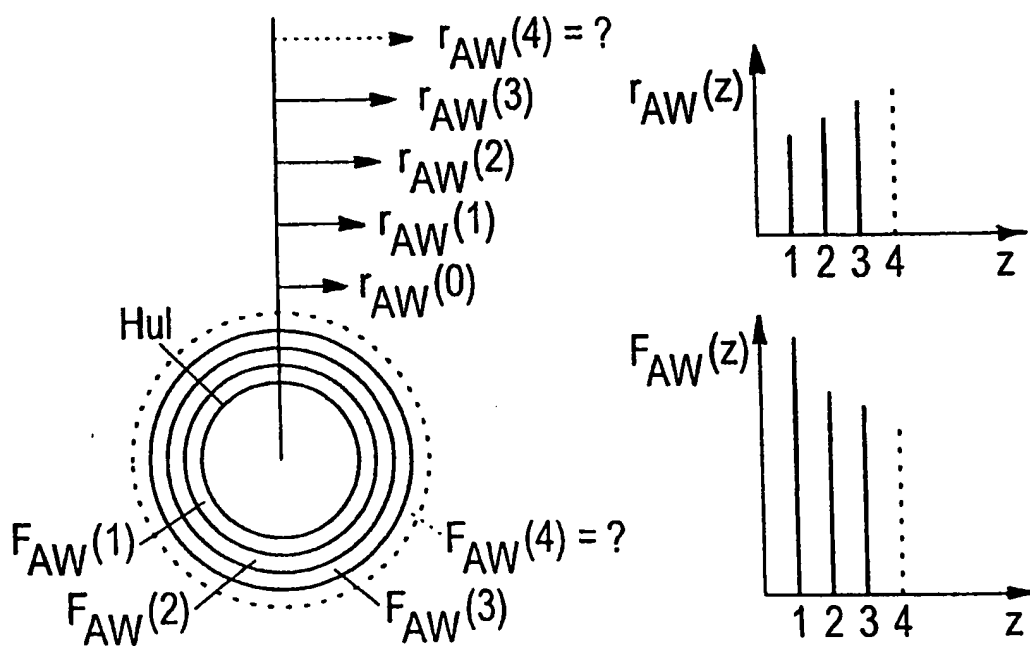 r_AW(4) = ?
r_AW(3)
r_AW(2)
r_AW(1)
r_AW(0)
Hul
F_AW(1)
F_AW(2)
F_AW(3)
F_AW(4) = ?
r_AW(z)
1 2 3 4 z
F_AW(z)
1 2 3 4 z